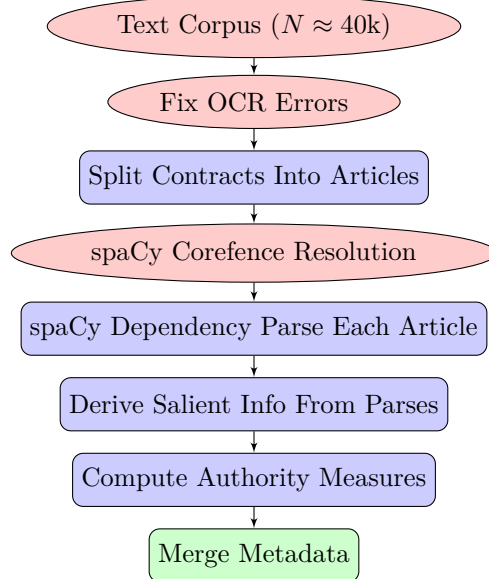 Text Corpus (N ≈ 40k)
Fix OCR Errors
Split Contracts Into Articles
spaCy Corefence Resolution
spaCy Dependency Parse Each Article
Derive Salient Info From Parses
Compute Authority Measures
Merge Metadata